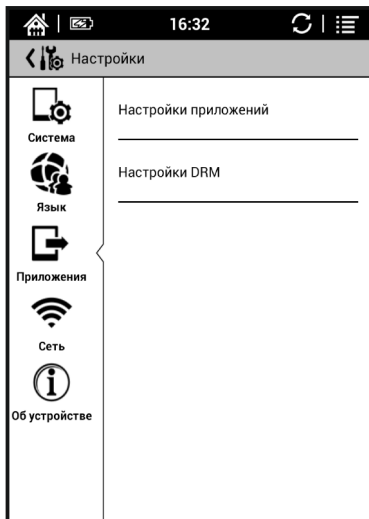 16:32
Настройки
Система
Язык
Приложения
Сеть
Об устройстве
Настройки приложений
Настройки DRM